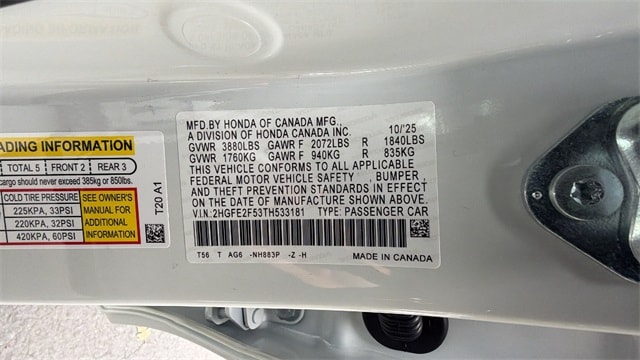 MFD.BY HONDA OF CANADA MFG.,
A DIVISION OF HONDA CANADA INC. 10/'25
GVWR 3880LBS GAWR F 2072LBS R 1840LBS
GVWR 1760KG GAWR F 940KG R 835KG
THIS VEHICLE CONFORMS TO ALL APPLICABLE
FEDERAL MOTOR VEHICLE SAFETY BUMPER,
AND THEFT PREVENTION STANDARDS IN EFFECT
ON THE DATE OF MANUFACTURE SHOWN ABOVE.
V.I.N:2HGFE2F53TH533181 TYPE: PASSENGER CAR
T56 T AG6 -NH883P -Z -H MADE IN CANADA
ADING INFORMATION
TOTAL 5 FRONT 2 REAR 3
cargo should never exceed 385kg or 850lbs.
COLD TIRE PRESSURE
225KPA, 33PSI
220KPA, 32PSI
420KPA, 60PSI
SEE OWNER'S
MANUAL FOR
ADDITIONAL
INFORMATION
T20 A1